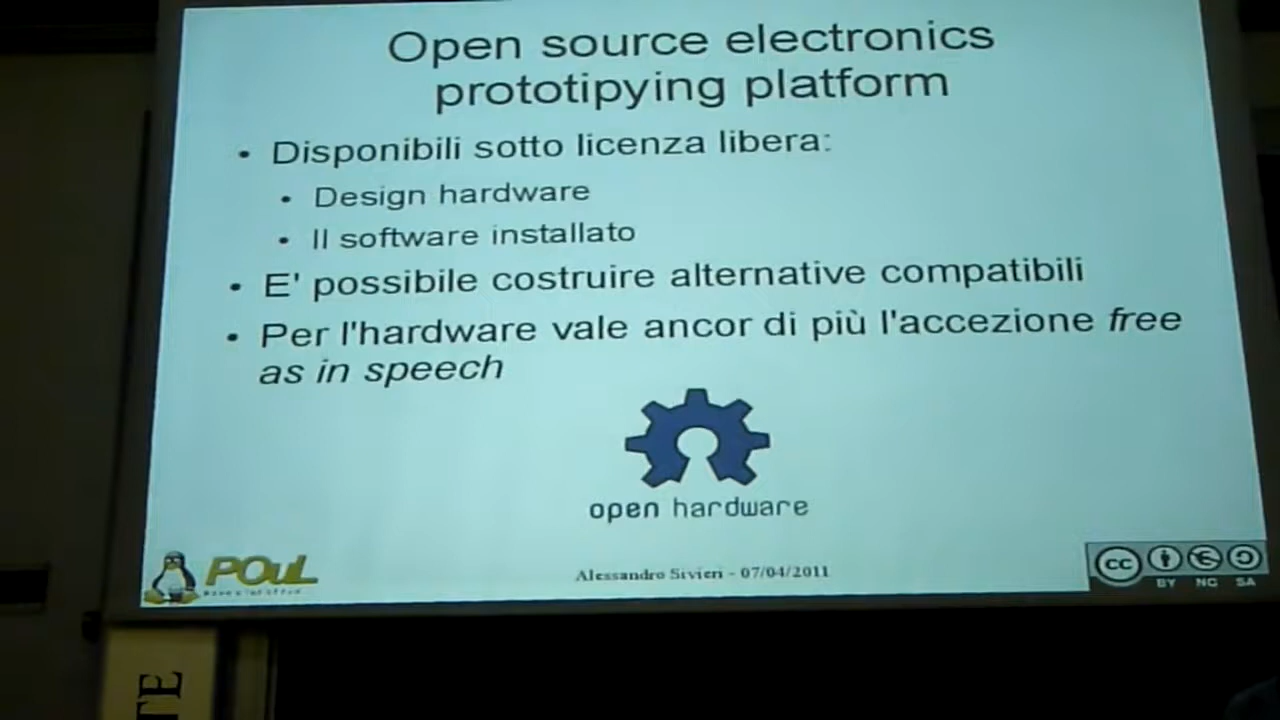 Open source electronics
prototipying platform
• Disponibili sotto licenza libera:
• Design hardware
• Il software installato
• E' possibile costruire alternative compatibili
• Per l'hardware vale ancor di più l'accezione free
as in speech
open hardware
POuL
Alessandro Sivieri - 07/04/2011
cc
BY NC SA
TE